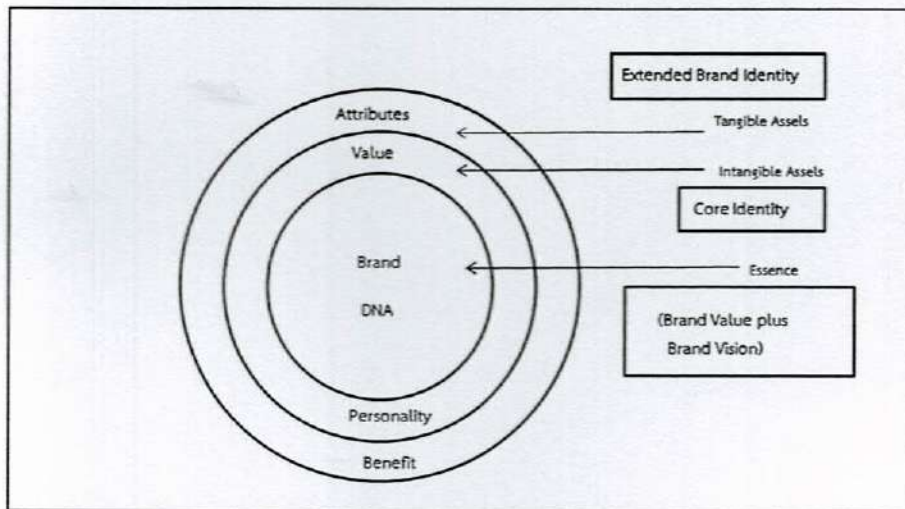 Extended Brand Identity
Attributes
Tangible Assels
Value
Intangible Assels
Core Identity
Brand
Essence
DNA
(Brand Value plus
Brand Vision)
Personality
Benefit